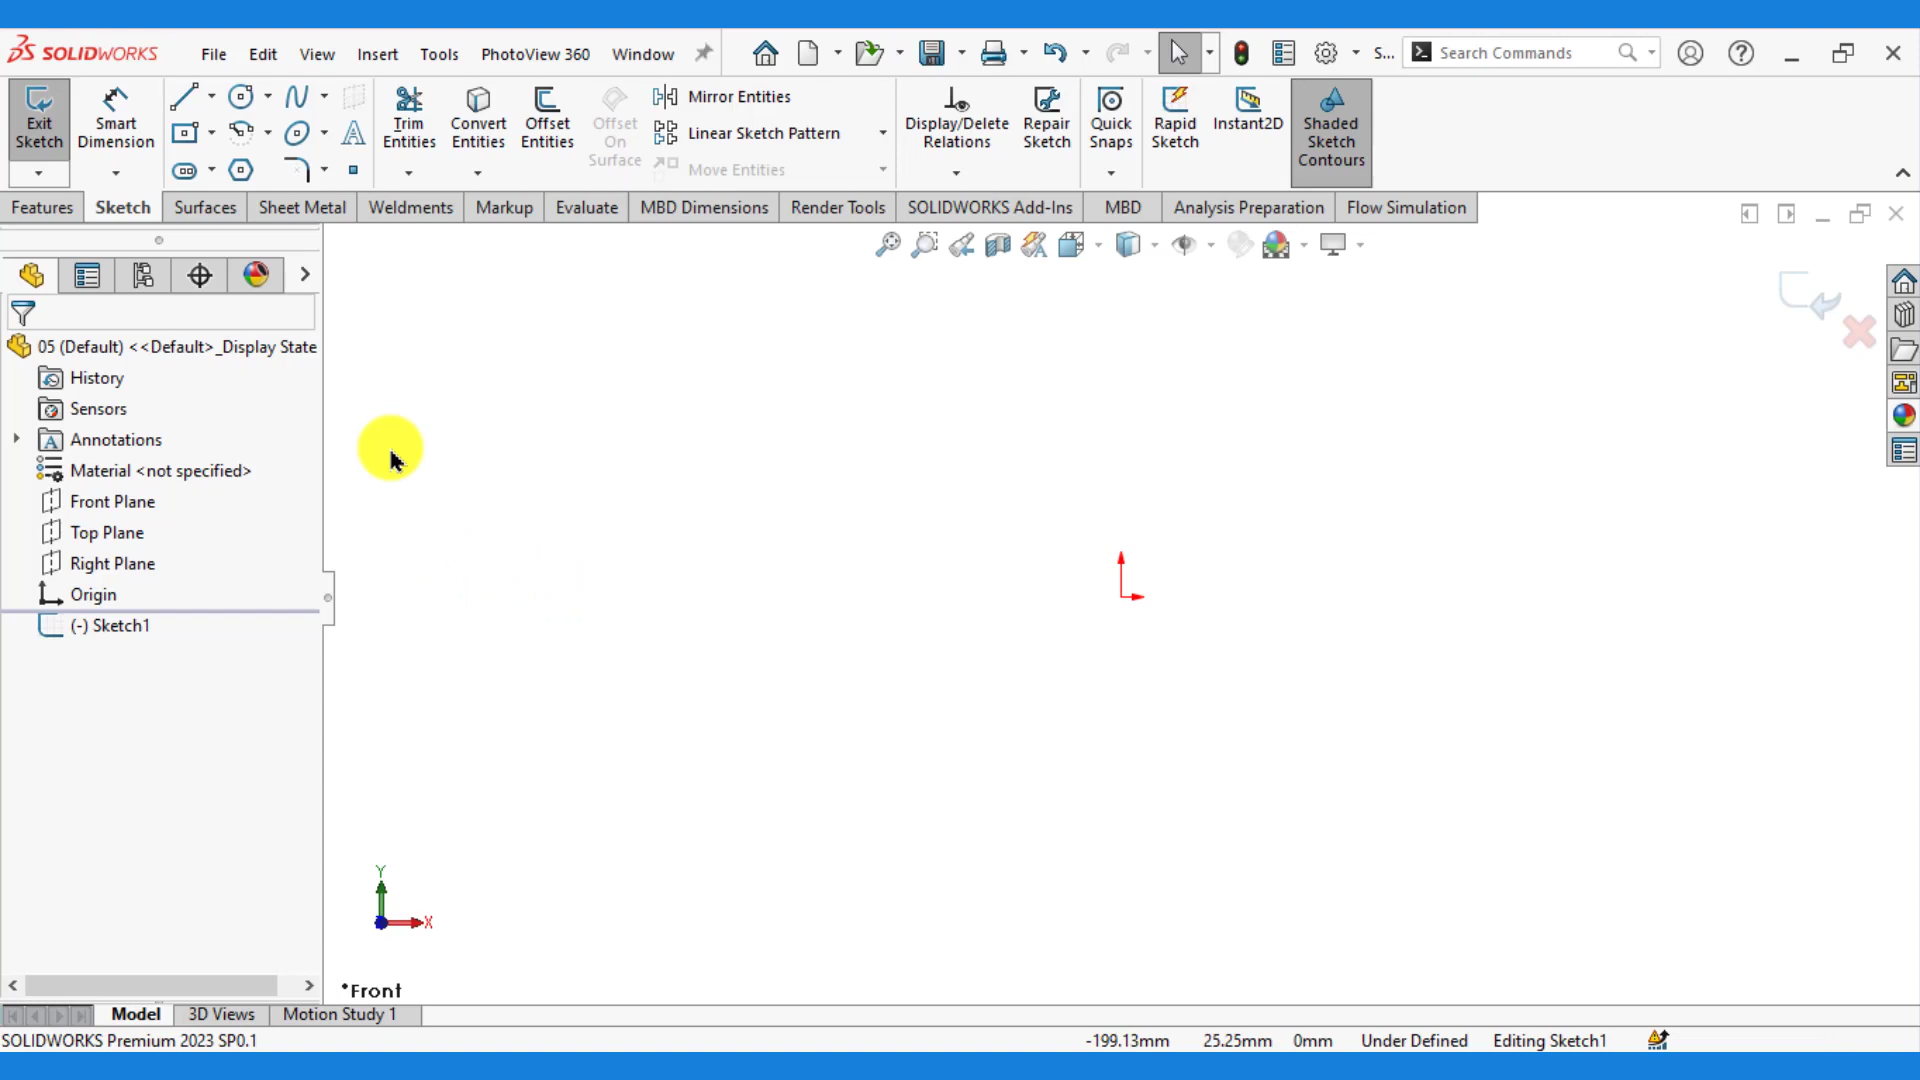 SOLIDWORKS File Edit View Insert Tools PhotoView 360 Window S... Search Commands
Exit Sketch
Smart Dimension
Trim Entities
Convert Entities
Offset Entities
Offset On Surface
Mirror Entities
Linear Sketch Pattern
Move Entities
Display/Delete Relations
Repair Sketch
Quick Snaps
Rapid Sketch
Instant2D
Shaded Sketch Contours
Features Sketch Surfaces Sheet Metal Weldments Markup Evaluate MBD Dimensions Render Tools SOLIDWORKS Add-Ins MBD Analysis Preparation Flow Simulation
05 (Default) <<Default>_Display State
History
Sensors
Annotations
Material <not specified>
Front Plane
Top Plane
Right Plane
Origin
(-) Sketch1
Y
X
*Front
Model 3D Views Motion Study 1
SOLIDWORKS Premium 2023 SP0.1 -199.13mm 25.25mm 0mm Under Defined Editing Sketch1